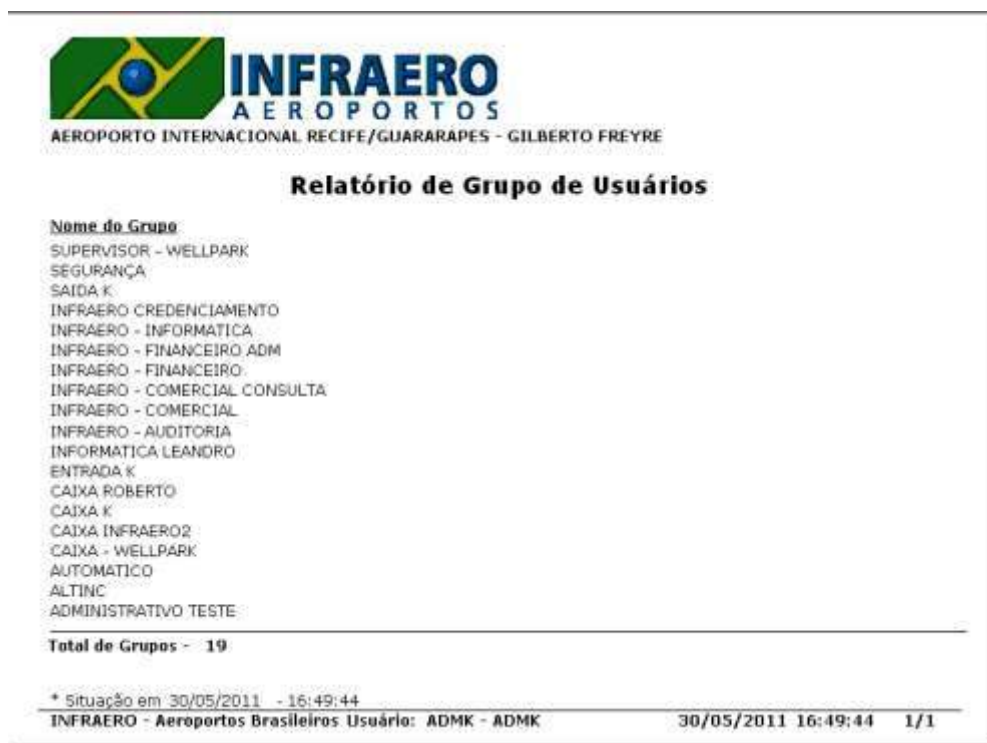 INFRAERO
AEROPORTOS
AEROPORTO INTERNACIONAL RECIFE/GUARARAPES - GILBERTO FREYRE
Relatório de Grupo de Usuários
Nome do Grupo
SUPERVISOR - WELLPARK
SEGURANÇA
SAIDA K
INFRAERO CREDENCIAMENTO
INFRAERO - INFORMATICA
INFRAERO - FINANCEIRO ADM
INFRAERO - FINANCEIRO
INFRAERO - COMERCIAL CONSULTA
INFRAERO - COMERCIAL
INFRAERO - AUDITORIA
INFORMATICA LEANDRO
ENTRADA K
CAIXA ROBERTO
CAIXA K
CAIXA INFRAERO2
CAIXA - WELLPARK
AUTOMATICO
ALTINC
ADMINISTRATIVO TESTE
Total de Grupos - 19
* Situação em 30/05/2011 - 16:49:44
INFRAERO - Aeroportos Brasileiros Usuário: ADMK - ADMK 30/05/2011 16:49:44 1/1